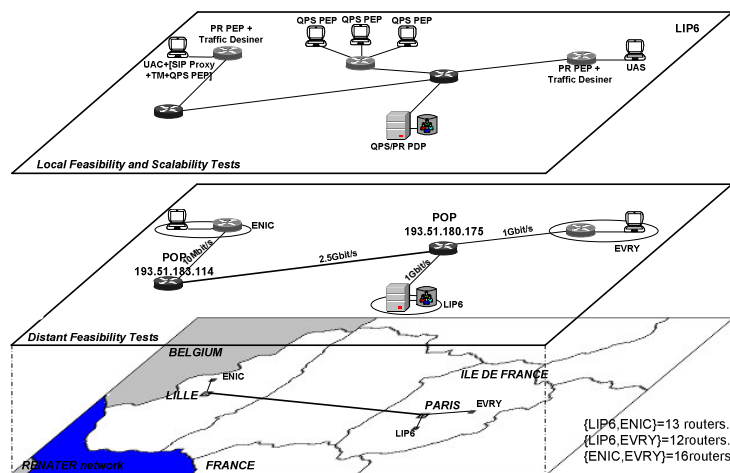 QPS PEP
QPS PEP
QPS PEP
PR PEP +
Traffic Desiner
LIP6
UAC+[SIP Proxy
+TM+QPS PEP]
PR PEP +
Traffic Desiner
UAS
QPS/PR PDP
Local Feasibility and Scalability Tests
ENIC
POP
193.51.180.175
1Gbit/s
EVRY
POP
193.51.183.114
10Mbit/s
2.5Gbit/s
1Gbit/s
LIP6
Distant Feasibility Tests
BELGIUM
ENIC
ILE DE FRANCE
LILLE
PARIS
EVRY
LIP6
{LIP6,ENIC}=13 routers.
{LIP6,EVRY}=12routers.
{ENIC,EVRY}=16routers
RENATER network
FRANCE